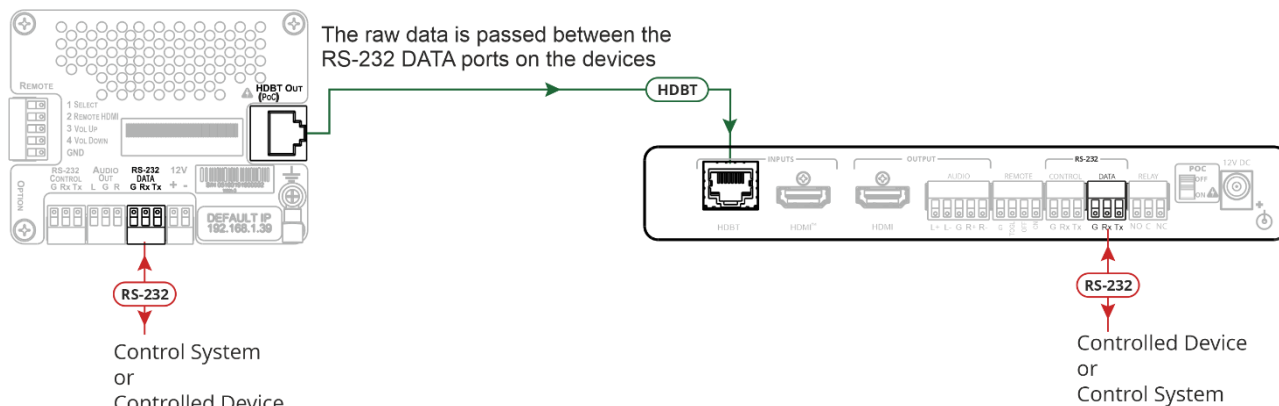 The raw data is passed between the
RS-232 DATA ports on the devices
REMOTE
1 SELECT
2 REMOTE HDMI
3 VOL UP
4 VOL DOWN
GND
HDBT OUT
(PoC)
HDBT
OPTION
RS-232
CONTROL
G Rx Tx
AUDIO
OUT
L G R
RS-232
DATA
G Rx Tx
12V
+ -
DEFAULT IP
192.168.1.39
INPUTS
OUTPUT
RS-232
AUDIO
REMOTE
CONTROL
DATA
RELAY
POC
OFF
ON
12V DC
HDBT
HDMI™
HDMI
L+ L- G R+ R-
G Rx Tx
G Rx Tx
NO C NC
RS-232
RS-232
Control System
or
Controlled Device
Controlled Device
or
Control System